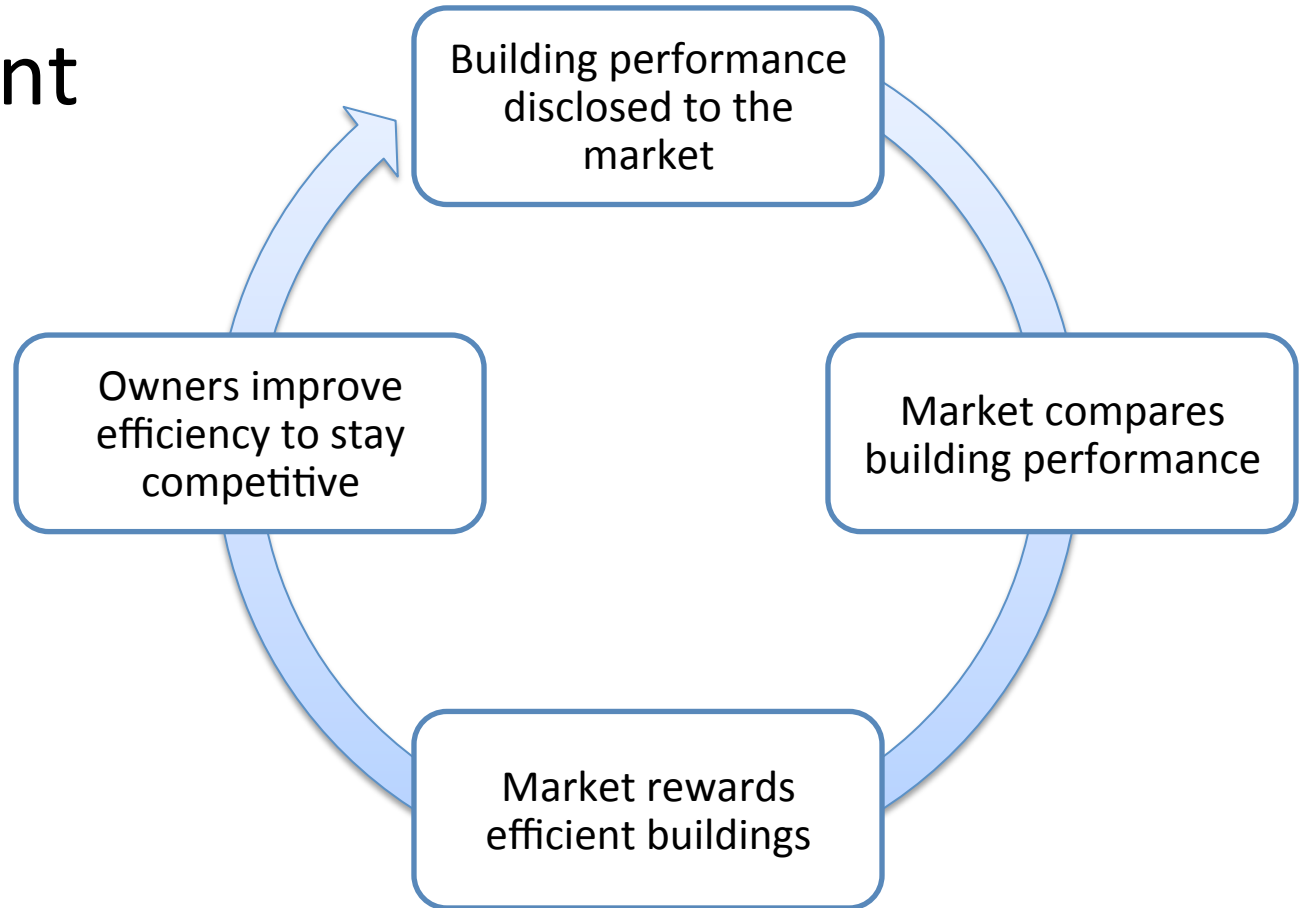 nt
Building performance
disclosed to the
market
Owners improve
efficiency to stay
competitive
Market compares
building performance
Market rewards
efficient buildings